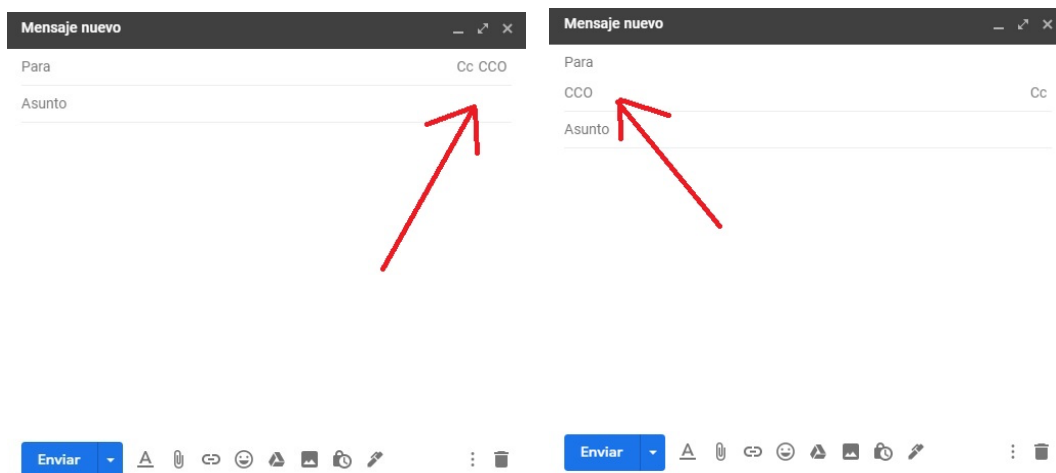 Mensaje nuevo
Para Cc CCO
Asunto
Enviar
Mensaje nuevo
Para
CCO Cc
Asunto
Enviar